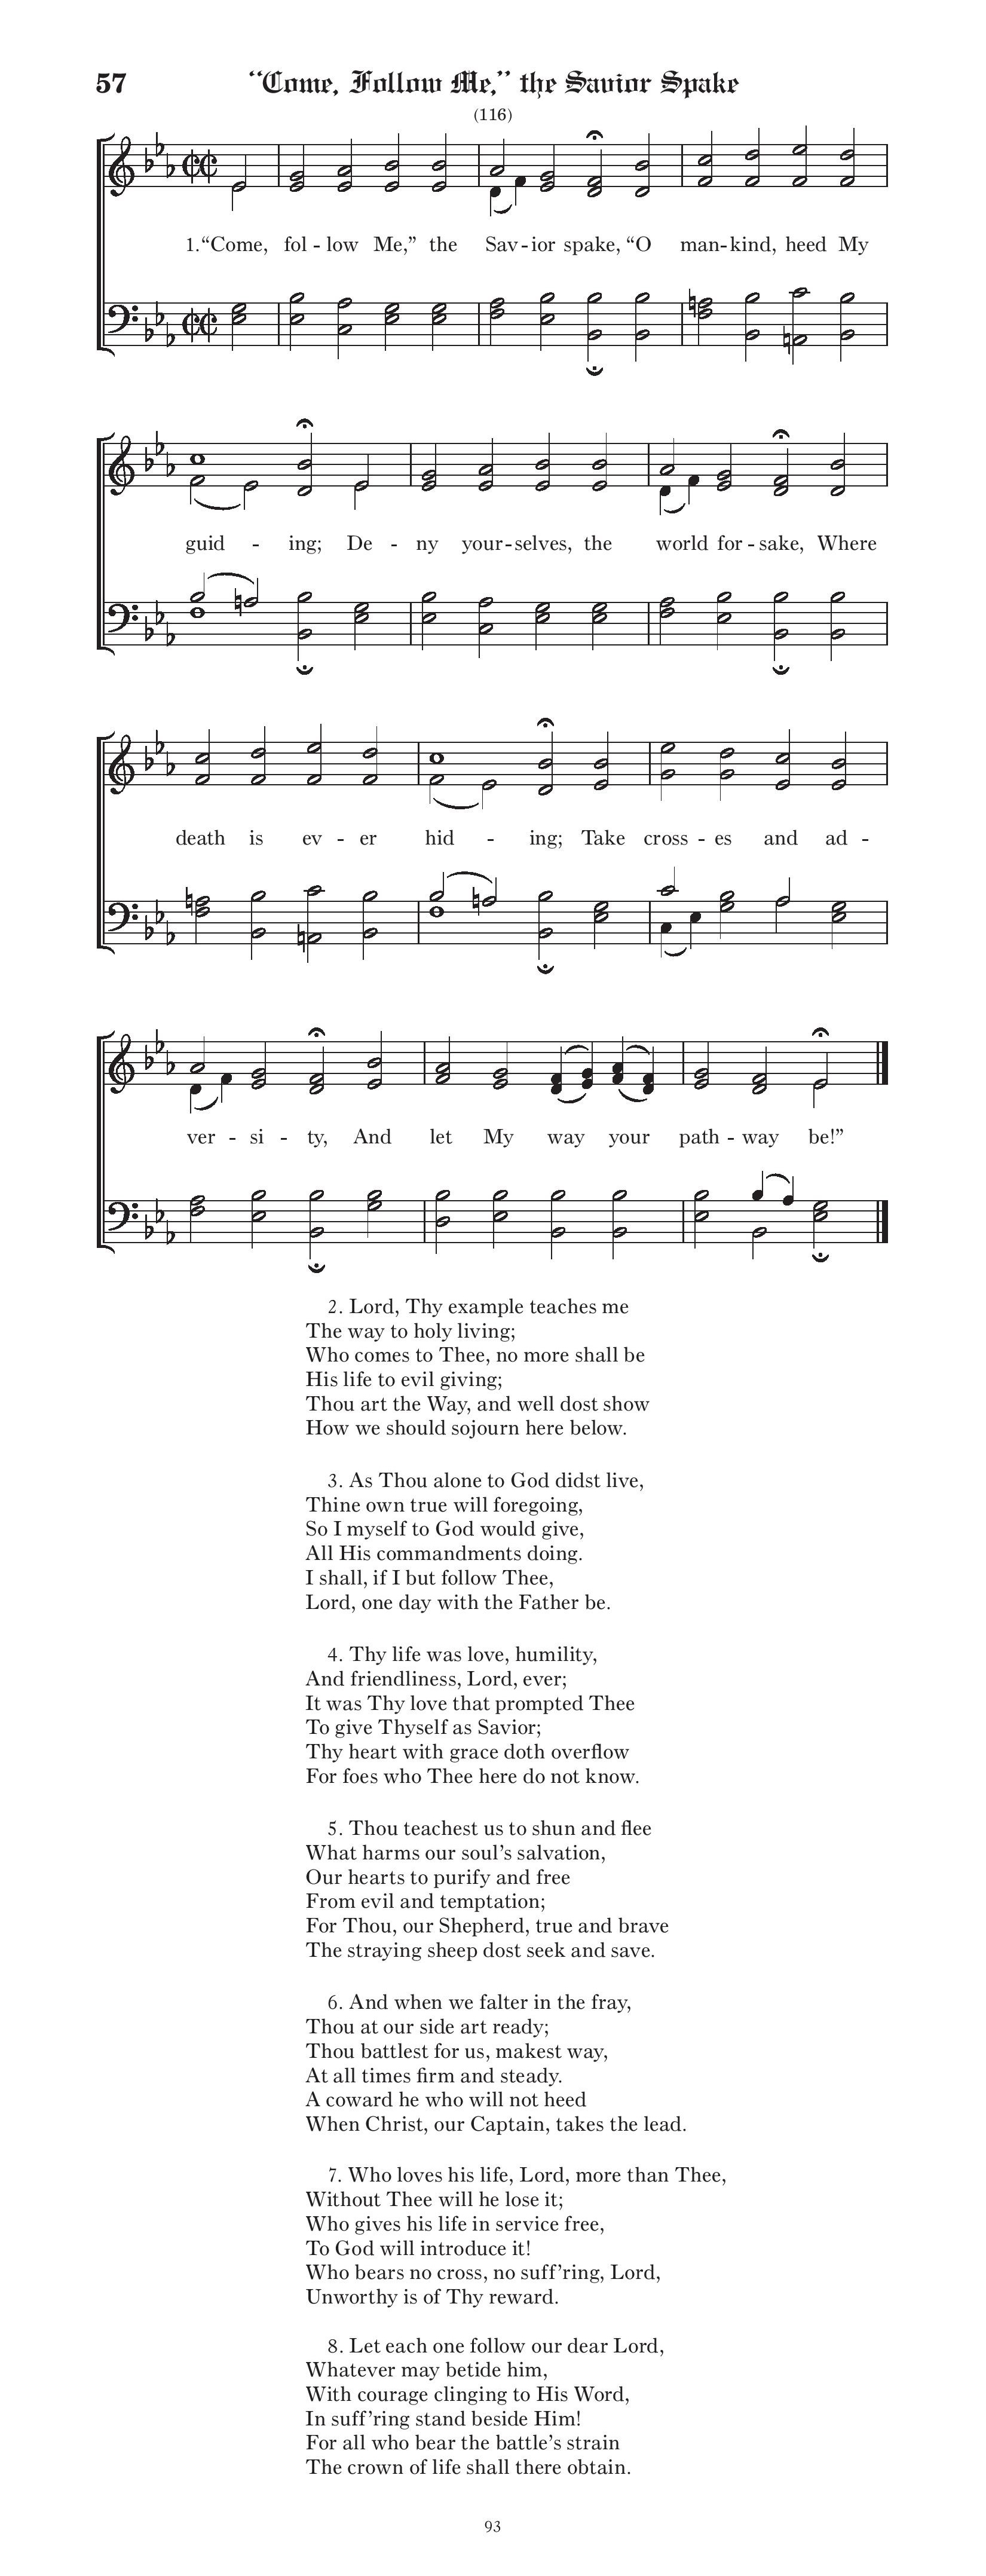 57 “Come, Follow Me,” the Savior Spake
(116)
1.“Come, fol - low Me,” the Sav - ior spake, “O man - kind, heed My
guid - ing; De - ny your - selves, the world for - sake, Where
death is ev - er hid - ing; Take cross - es and ad -
ver - si - ty, And let My way your path - way be!”
2. Lord, Thy example teaches me
The way to holy living;
Who comes to Thee, no more shall be
His life to evil giving;
Thou art the Way, and well dost show
How we should sojourn here below.
3. As Thou alone to God didst live,
Thine own true will foregoing,
So I myself to God would give,
All His commandments doing.
I shall, if I but follow Thee,
Lord, one day with the Father be.
4. Thy life was love, humility,
And friendliness, Lord, ever;
It was Thy love that prompted Thee
To give Thyself as Savior;
Thy heart with grace doth overflow
For foes who Thee here do not know.
5. Thou teachest us to shun and flee
What harms our soul’s salvation,
Our hearts to purify and free
From evil and temptation;
For Thou, our Shepherd, true and brave
The straying sheep dost seek and save.
6. And when we falter in the fray,
Thou at our side art ready;
Thou battlest for us, makest way,
At all times firm and steady.
A coward he who will not heed
When Christ, our Captain, takes the lead.
7. Who loves his life, Lord, more than Thee,
Without Thee will he lose it;
Who gives his life in service free,
To God will introduce it!
Who bears no cross, no suff’ring, Lord,
Unworthy is of Thy reward.
8. Let each one follow our dear Lord,
Whatever may betide him,
With courage clinging to His Word,
In suff’ring stand beside Him!
For all who bear the battle’s strain
The crown of life shall there obtain.
93